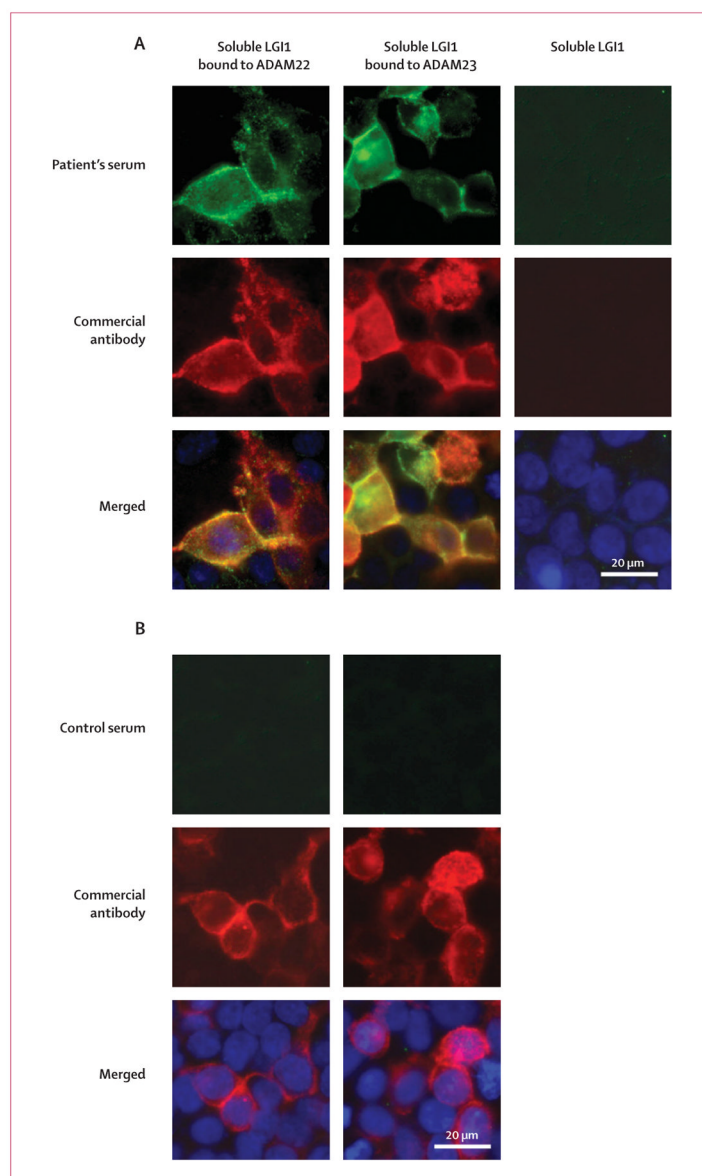 A
Soluble LGI1
bound to ADAM22
Soluble LGI1
bound to ADAM23
Soluble LGI1
Patient's serum
Commercial
antibody
Merged
20 μm
B
Control serum
Commercial
antibody
Merged
20 μm